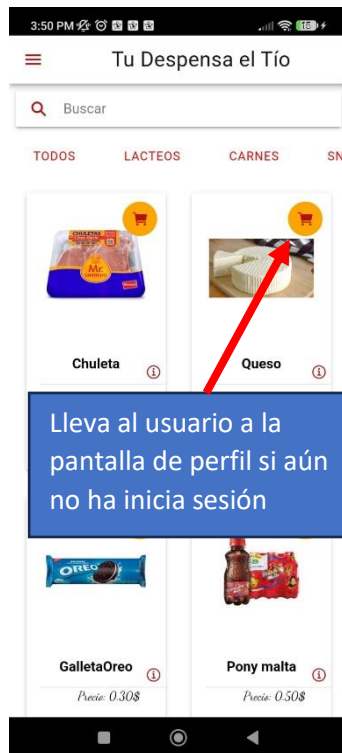 3:50 PM
15
Tu Despensa el Tío
Buscar
TODOS LACTEOS CARNES SN
CHULETAS
Mr.
Chuleta
Queso
Lleva al usuario a la
pantalla de perfil si aún
no ha inicia sesión
OREO
GalletaOreo
Pony malta
Precio: 0.30$
Precio: 0.50$